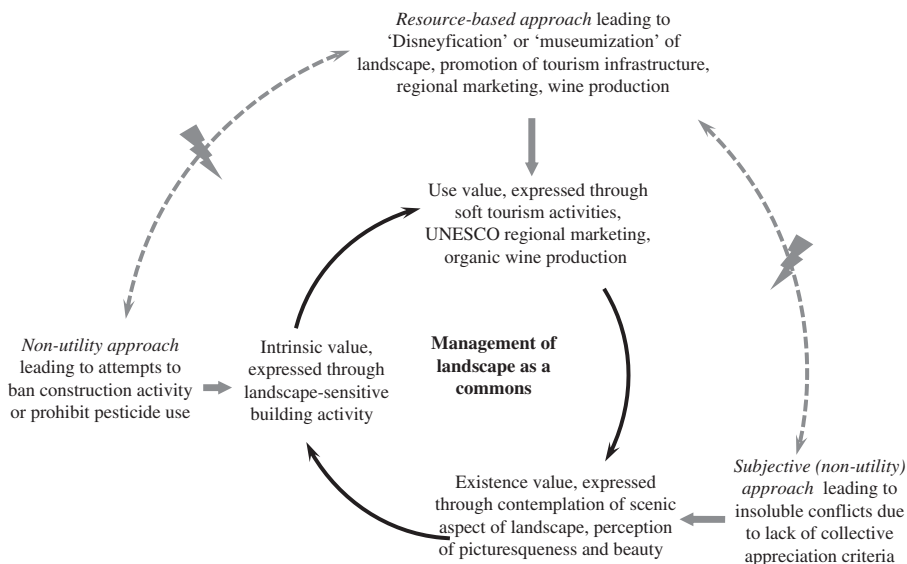 Resource-based approach leading to
‘Disneyfication’ or ‘museumization’ of
landscape, promotion of tourism infrastructure,
regional marketing, wine production
Use value, expressed through
soft tourism activities,
UNESCO regional marketing,
organic wine production
Non-utility approach
leading to attempts to
ban construction activity
or prohibit pesticide use
Intrinsic value,
expressed through
landscape-sensitive
building activity
Management of
landscape as a
commons
Existence value, expressed
through contemplation of scenic
aspect of landscape, perception
of picturesqueness and beauty
Subjective (non-utility)
approach leading to
insoluble conflicts due
to lack of collective
appreciation criteria